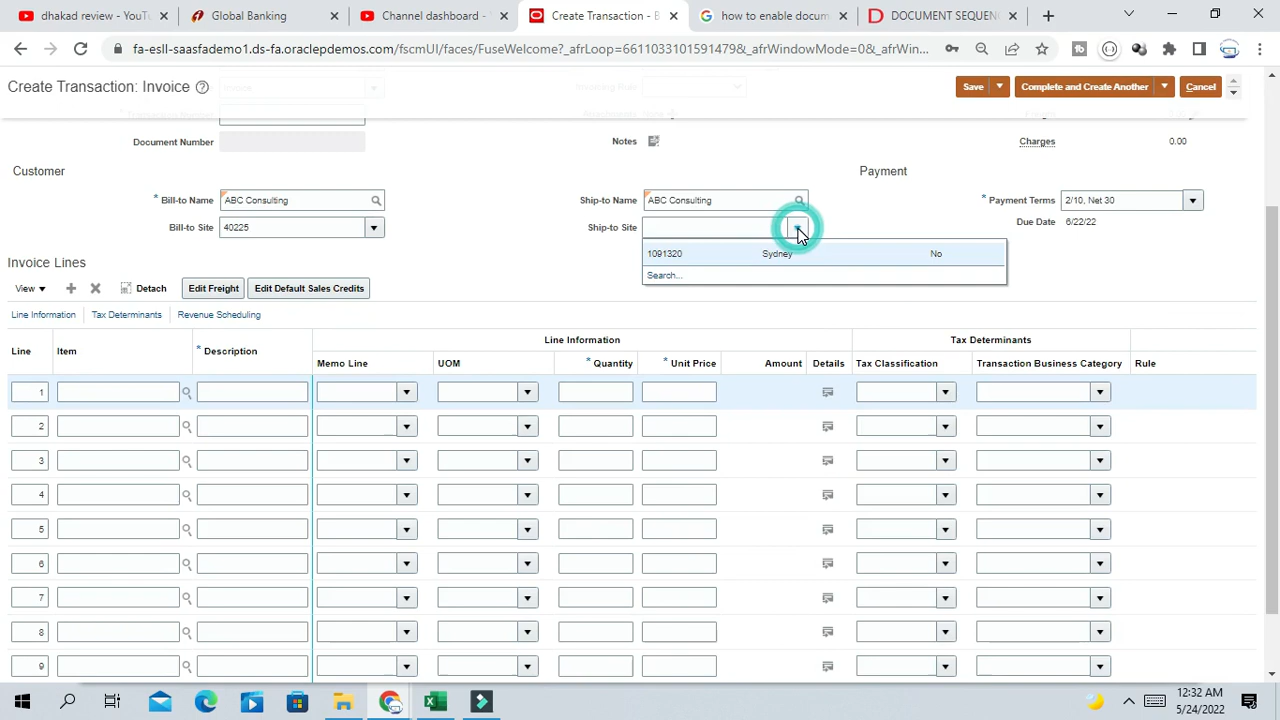 dhakad review - YouTu
Global Banking
Channel dashboard - Yo
Create Transaction - B
how to enable docum
DOCUMENT SEQUENC
fa-esll-saasfademo1.ds-fa.oraclepdemos.com/fscmUI/faces/FuseWelcome?_afrLoop=66110331015914798&_afrWindowMode=0&_afrWin...
Create Transaction: Invoice
Save
Complete and Create Another
Cancel
Document Number
Notes
Charges
0.00
Customer
Payment
* Bill-to Name
ABC Consulting
Ship-to Name
ABC Consulting
* Payment Terms
2/10, Net 30
Bill-to Site
40225
Ship-to Site
Due Date
6/22/22
1091320
Sydney
No
Search...
Invoice Lines
View
Detach
Edit Freight
Edit Default Sales Credits
Line Information
Tax Determinants
Revenue Scheduling
Line
Item
* Description
Line Information
Tax Determinants
Memo Line
UOM
* Quantity
* Unit Price
Amount
Details
Tax Classification
Transaction Business Category
Rule
1
2
3
4
5
6
7
8
9
12:32 AM
5/24/2022